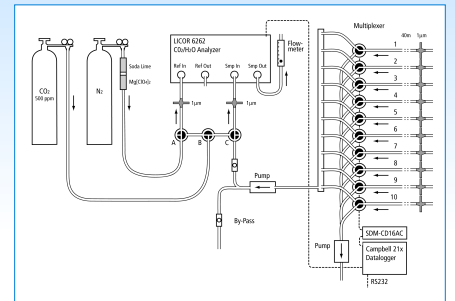 LICOR 6262
CO₂/H₂O Analyzer
Ref In
Ref Out
Smp In
Smp Out
Flow-
meter
Multiplexer
40m
1µm
CO₂
500 ppm
N₂
Soda Lime
Mg(ClO₄)₂
1µm
1µm
A
B
C
1
2
3
4
5
6
7
8
9
10
Pump
By-Pass
Pump
SDM-CD16AC
Campbell 21x
Datalogger
RS232